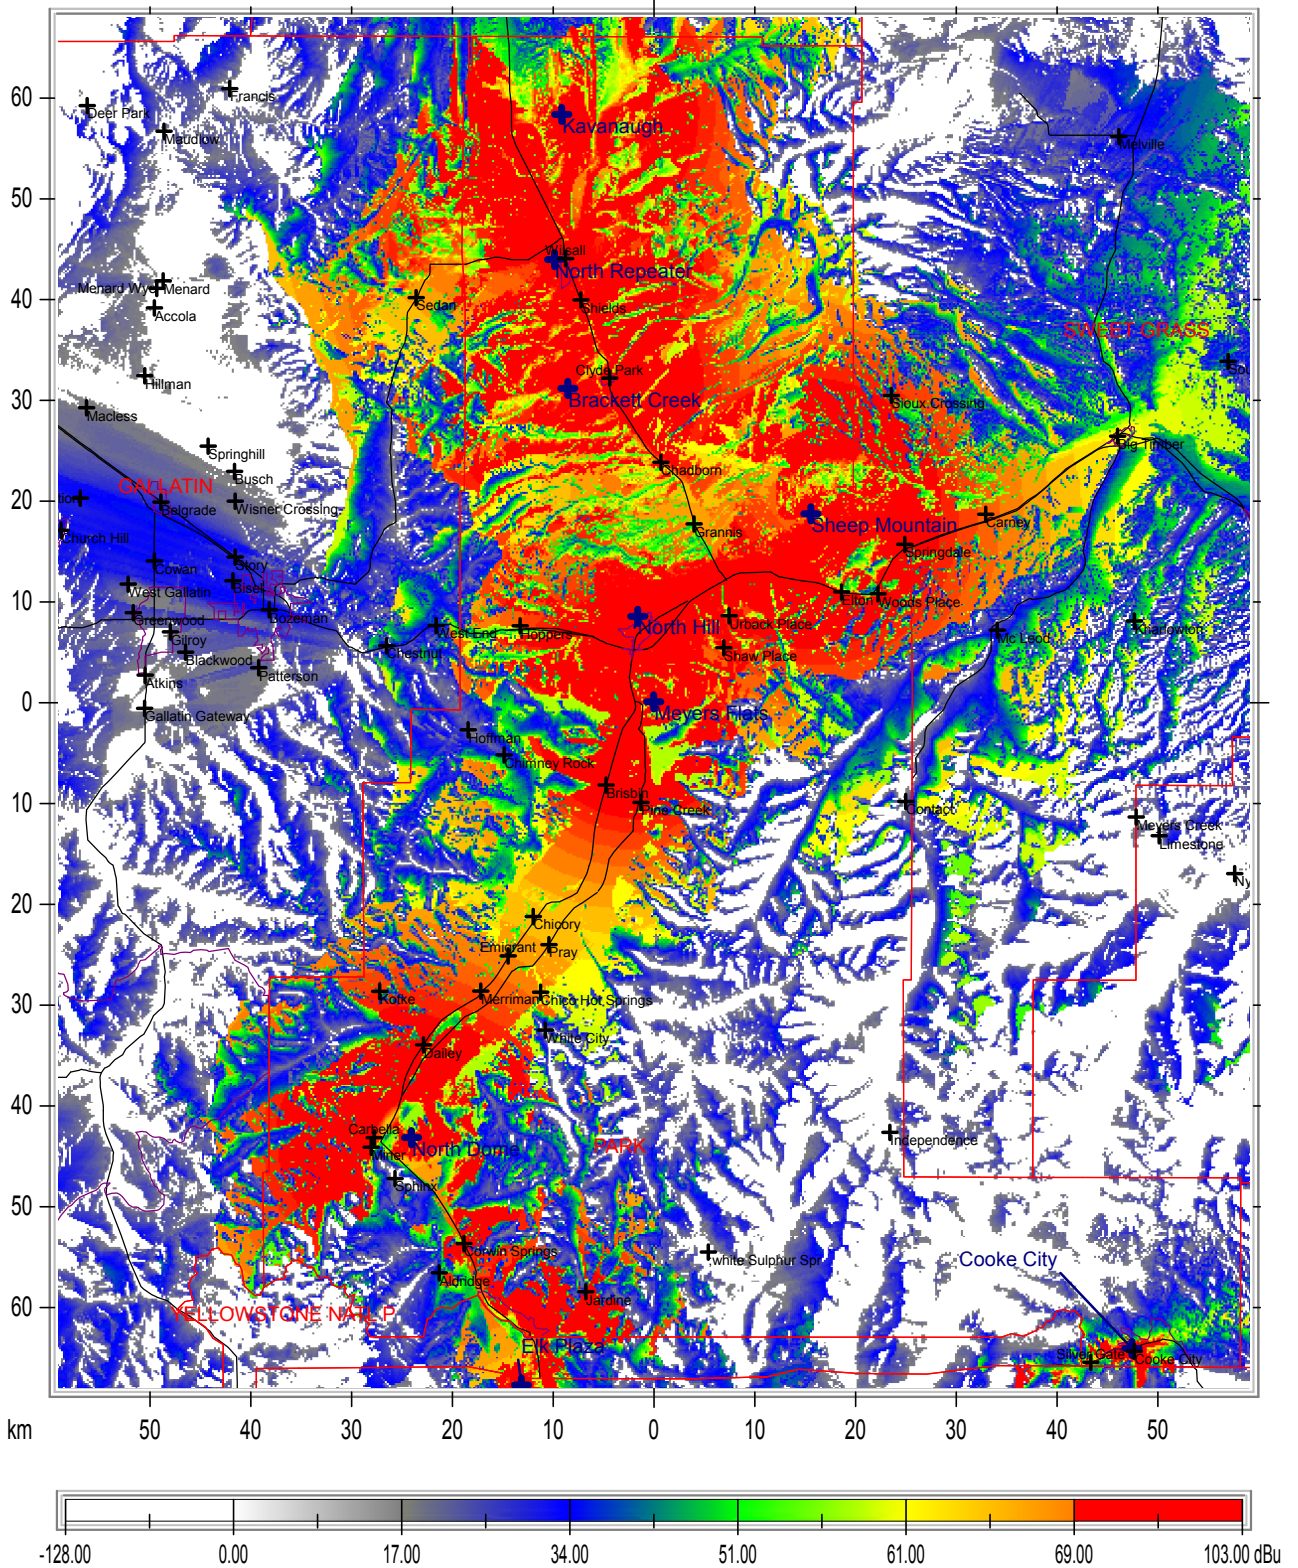 60
50
40
30
20
10
0
10
20
30
40
50
60
Francis
Deer Park
Maudlow
Kavanaugh
Melville
Wilsall
North Repeater
Menard Wye
Menard
Accola
Sedan
Shields
SWEET GRASS
Clyde Park
Hillman
Brackett Creek
Sioux Crossing
Macless
Big Timber
Springhill
Chadborn
Busch
GALLATIN
Belgrade
Wisner Crossing
Sheep Mountain
Carney
Grannis
Church Hill
Springdale
Cowan
Story
Bisel
West Gallatin
Elton
Woods Place
Greenwood
Bozeman
North Hill
Urback Place
Kharlowton
Gilroy
West End
Hoppers
Mc Leod
Blackwood
Chestnut
Shaw Place
Atkins
Patterson
Gallatin Gateway
Meyers Flats
Hoffman
Chimney Rock
Brisbin
Pine Creek
Contact
Meyers Creek
Limestone
Ny
Chicory
Emigrant
Pray
Kotke
Merriman
Chico Hot Springs
White City
Dailey
Carbella
Miner
North Dome
PARK
Independence
Sphinx
Corwin Springs
white Sulphur Spr
Cooke City
Aldridge
Jardine
YELLOWSTONE NATL P
Elk Plaza
Silver Gate
Cooke City
km
50
40
30
20
10
0
10
20
30
40
50
-128.00
0.00
17.00
34.00
51.00
61.00
69.00
103.00 dBu